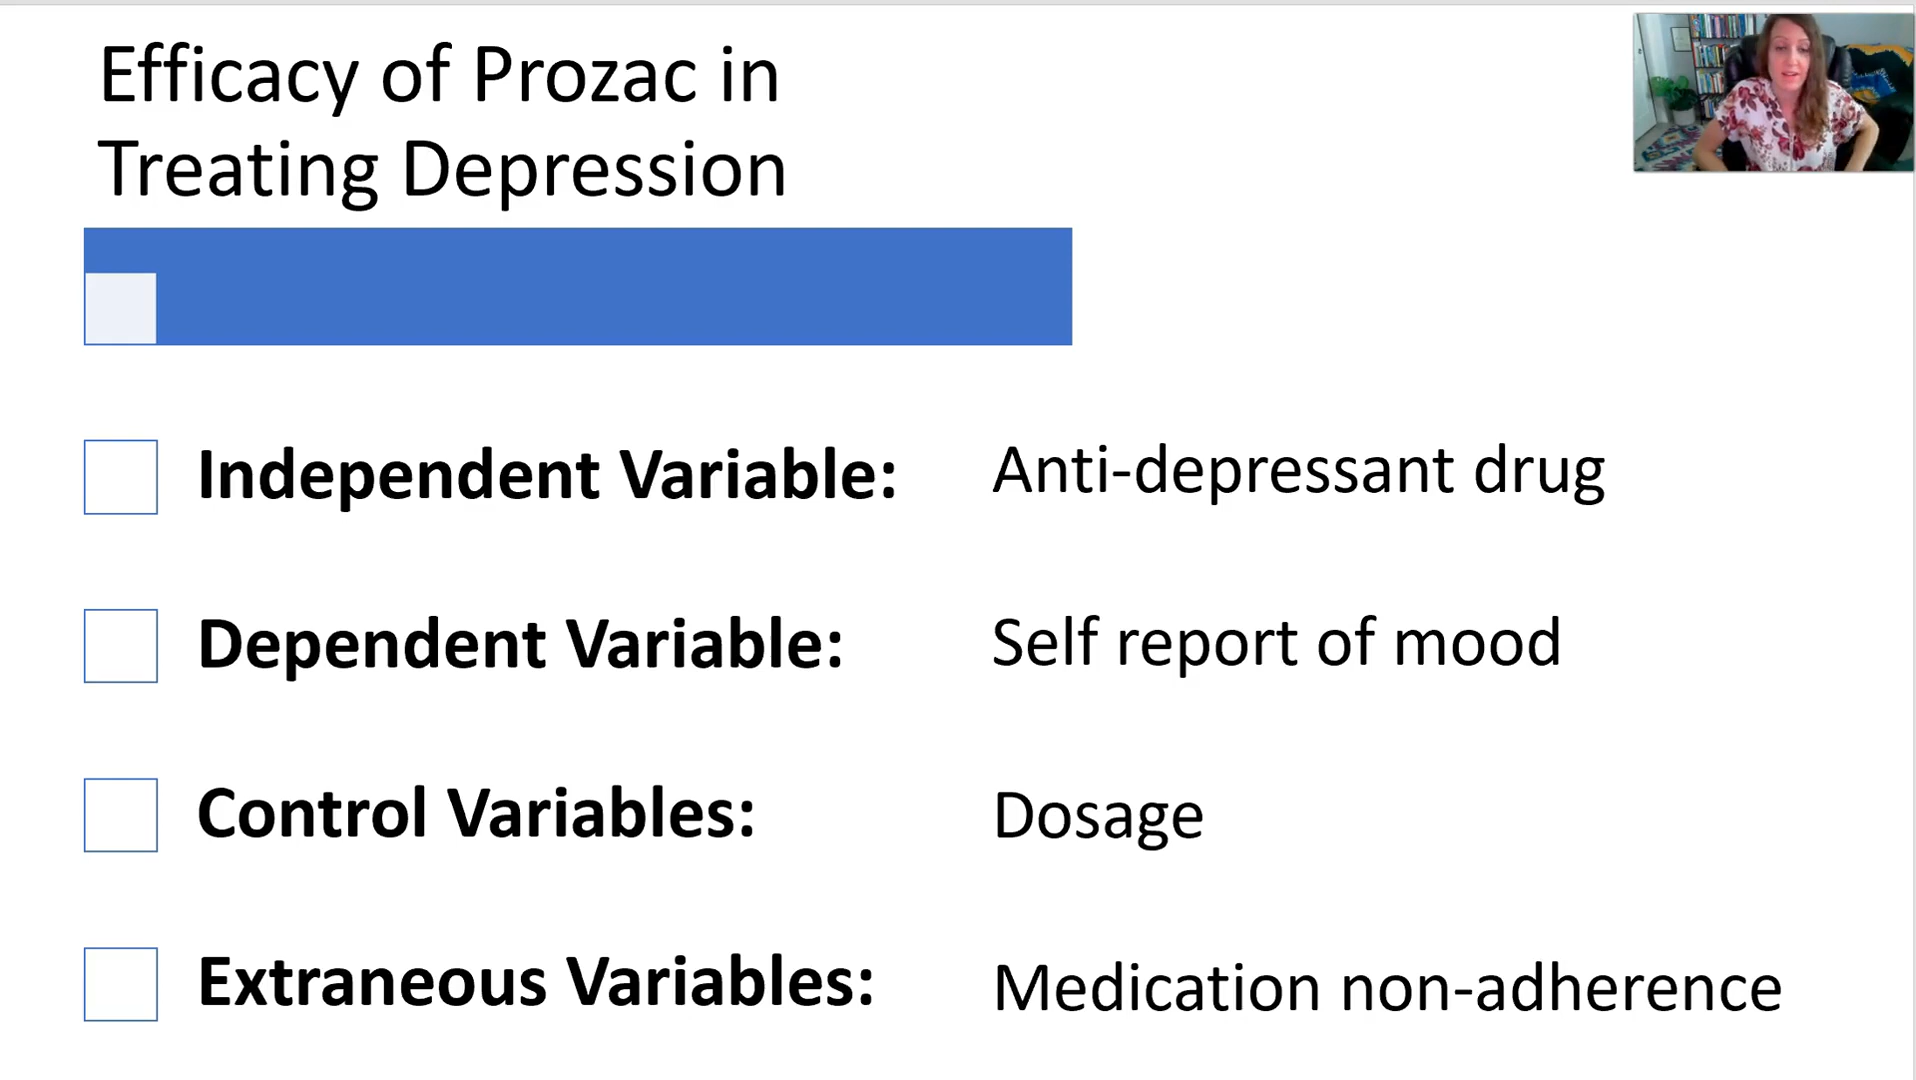 Efficacy of Prozac in
Treating Depression
Independent Variable: Anti-depressant drug
Dependent Variable: Self report of mood
Control Variables: Dosage
Extraneous Variables: Medication non-adherence